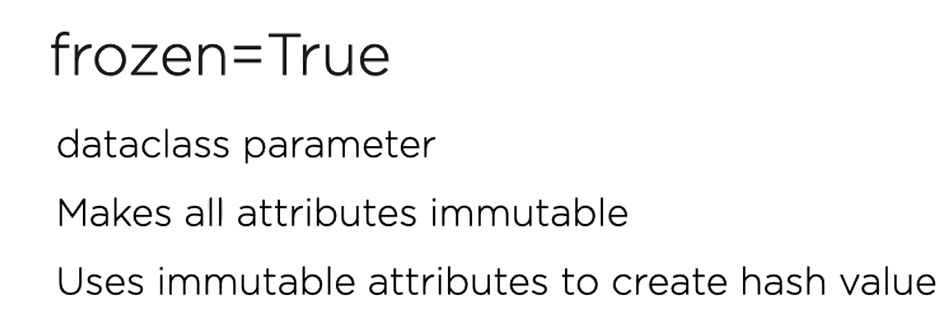 frozen=True
dataclass parameter
Makes all attributes immutable
Uses immutable attributes to create hash value